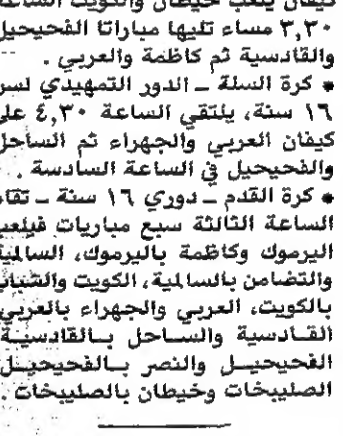 كيفان يلعب خيطان والكويت الساعة
٣,٣٠ مساء تليها مباراتا الفحيحيل
والقادسية ثم كاظمة والعربي .
● كرة السلة ــ الدور التمهيدي لسن
١٦ سنة، يلتقي الساعة ٤,٣٠ على
كيفان العربي والجهراء ثم الساحل
والفحيحيل في الساعة السادسة .
● كرة القدم ــ دوري ١٦ سنة ــ تقام
الساعة الثالثة سبع مباريات فيلعب
اليرموك وكاظمة باليرموك، السالمية
والتضامن بالسالمية، الكويت والشباب
بالكويت، العربي والجهراء بالعربي
القادسية والساحل بالقادسية
الفحيحيل والنصر بالفحيحيل
الصليبخات وخيطان بالصليبخات .